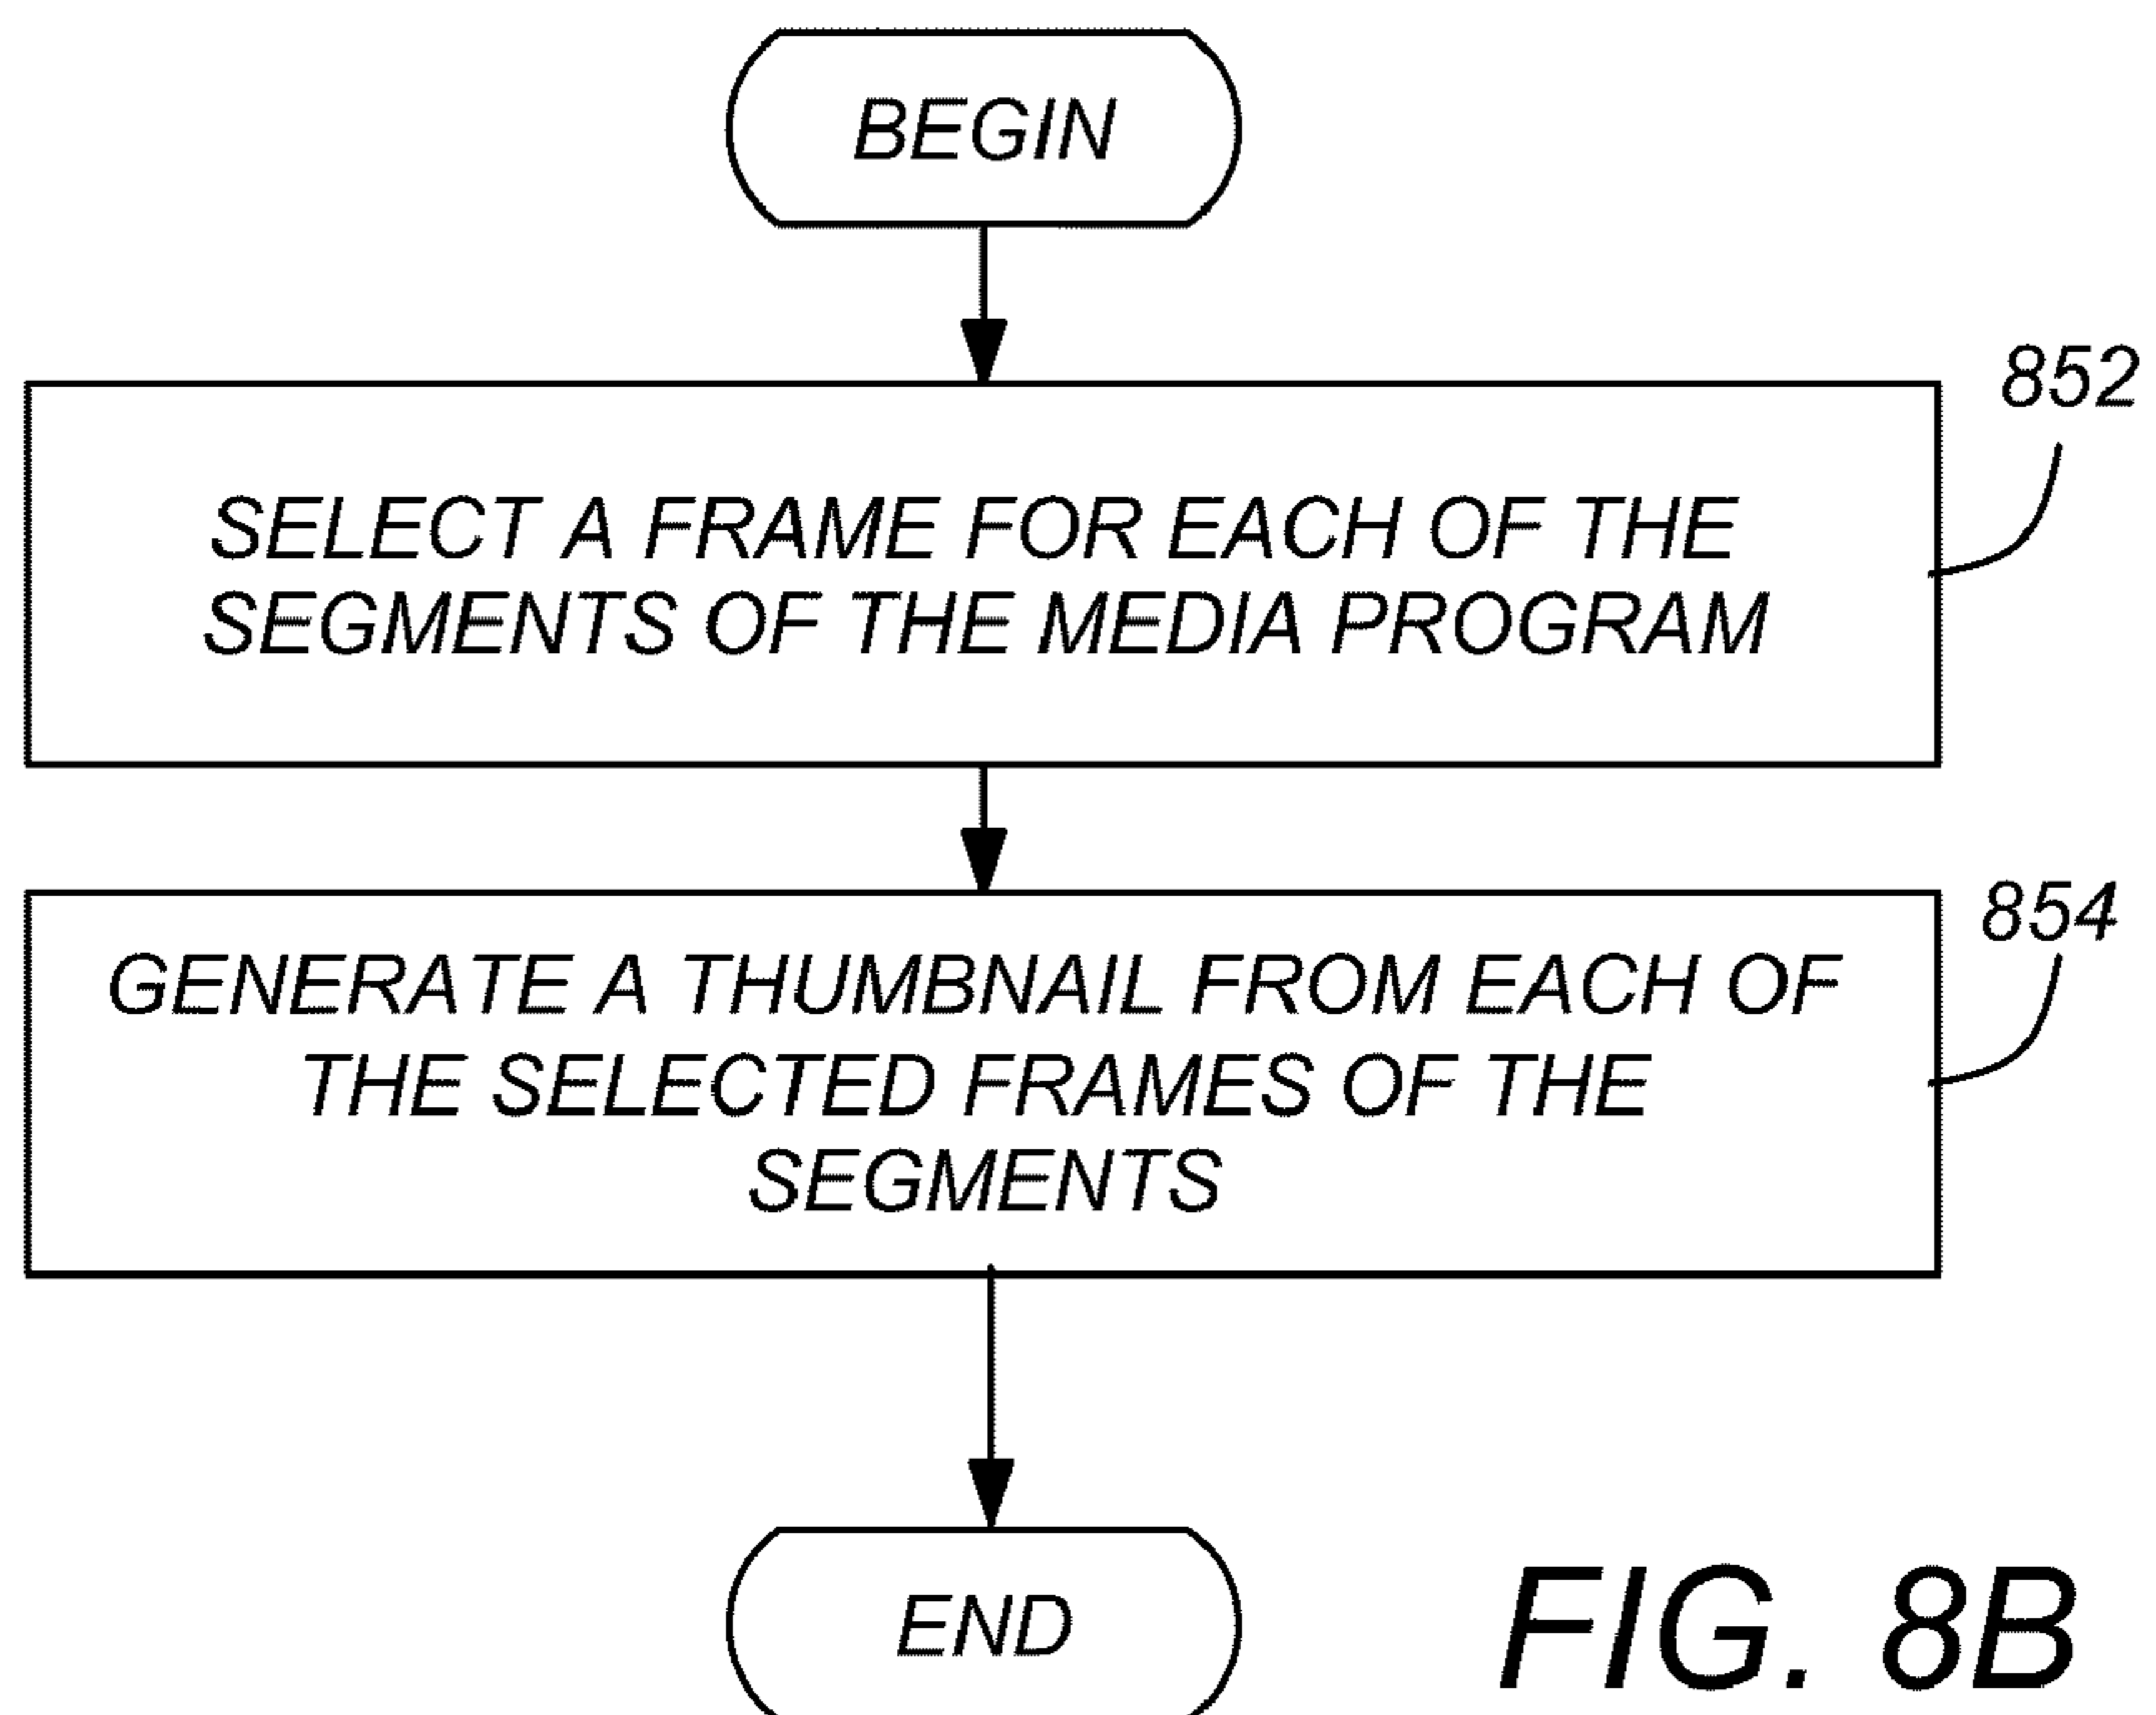 BEGIN
852
SELECT A FRAME FOR EACH OF THE
SEGMENTS OF THE MEDIA PROGRAM
854
GENERATE A THUMBNAIL FROM EACH OF
THE SELECTED FRAMES OF THE
SEGMENTS
END
FIG. 8B